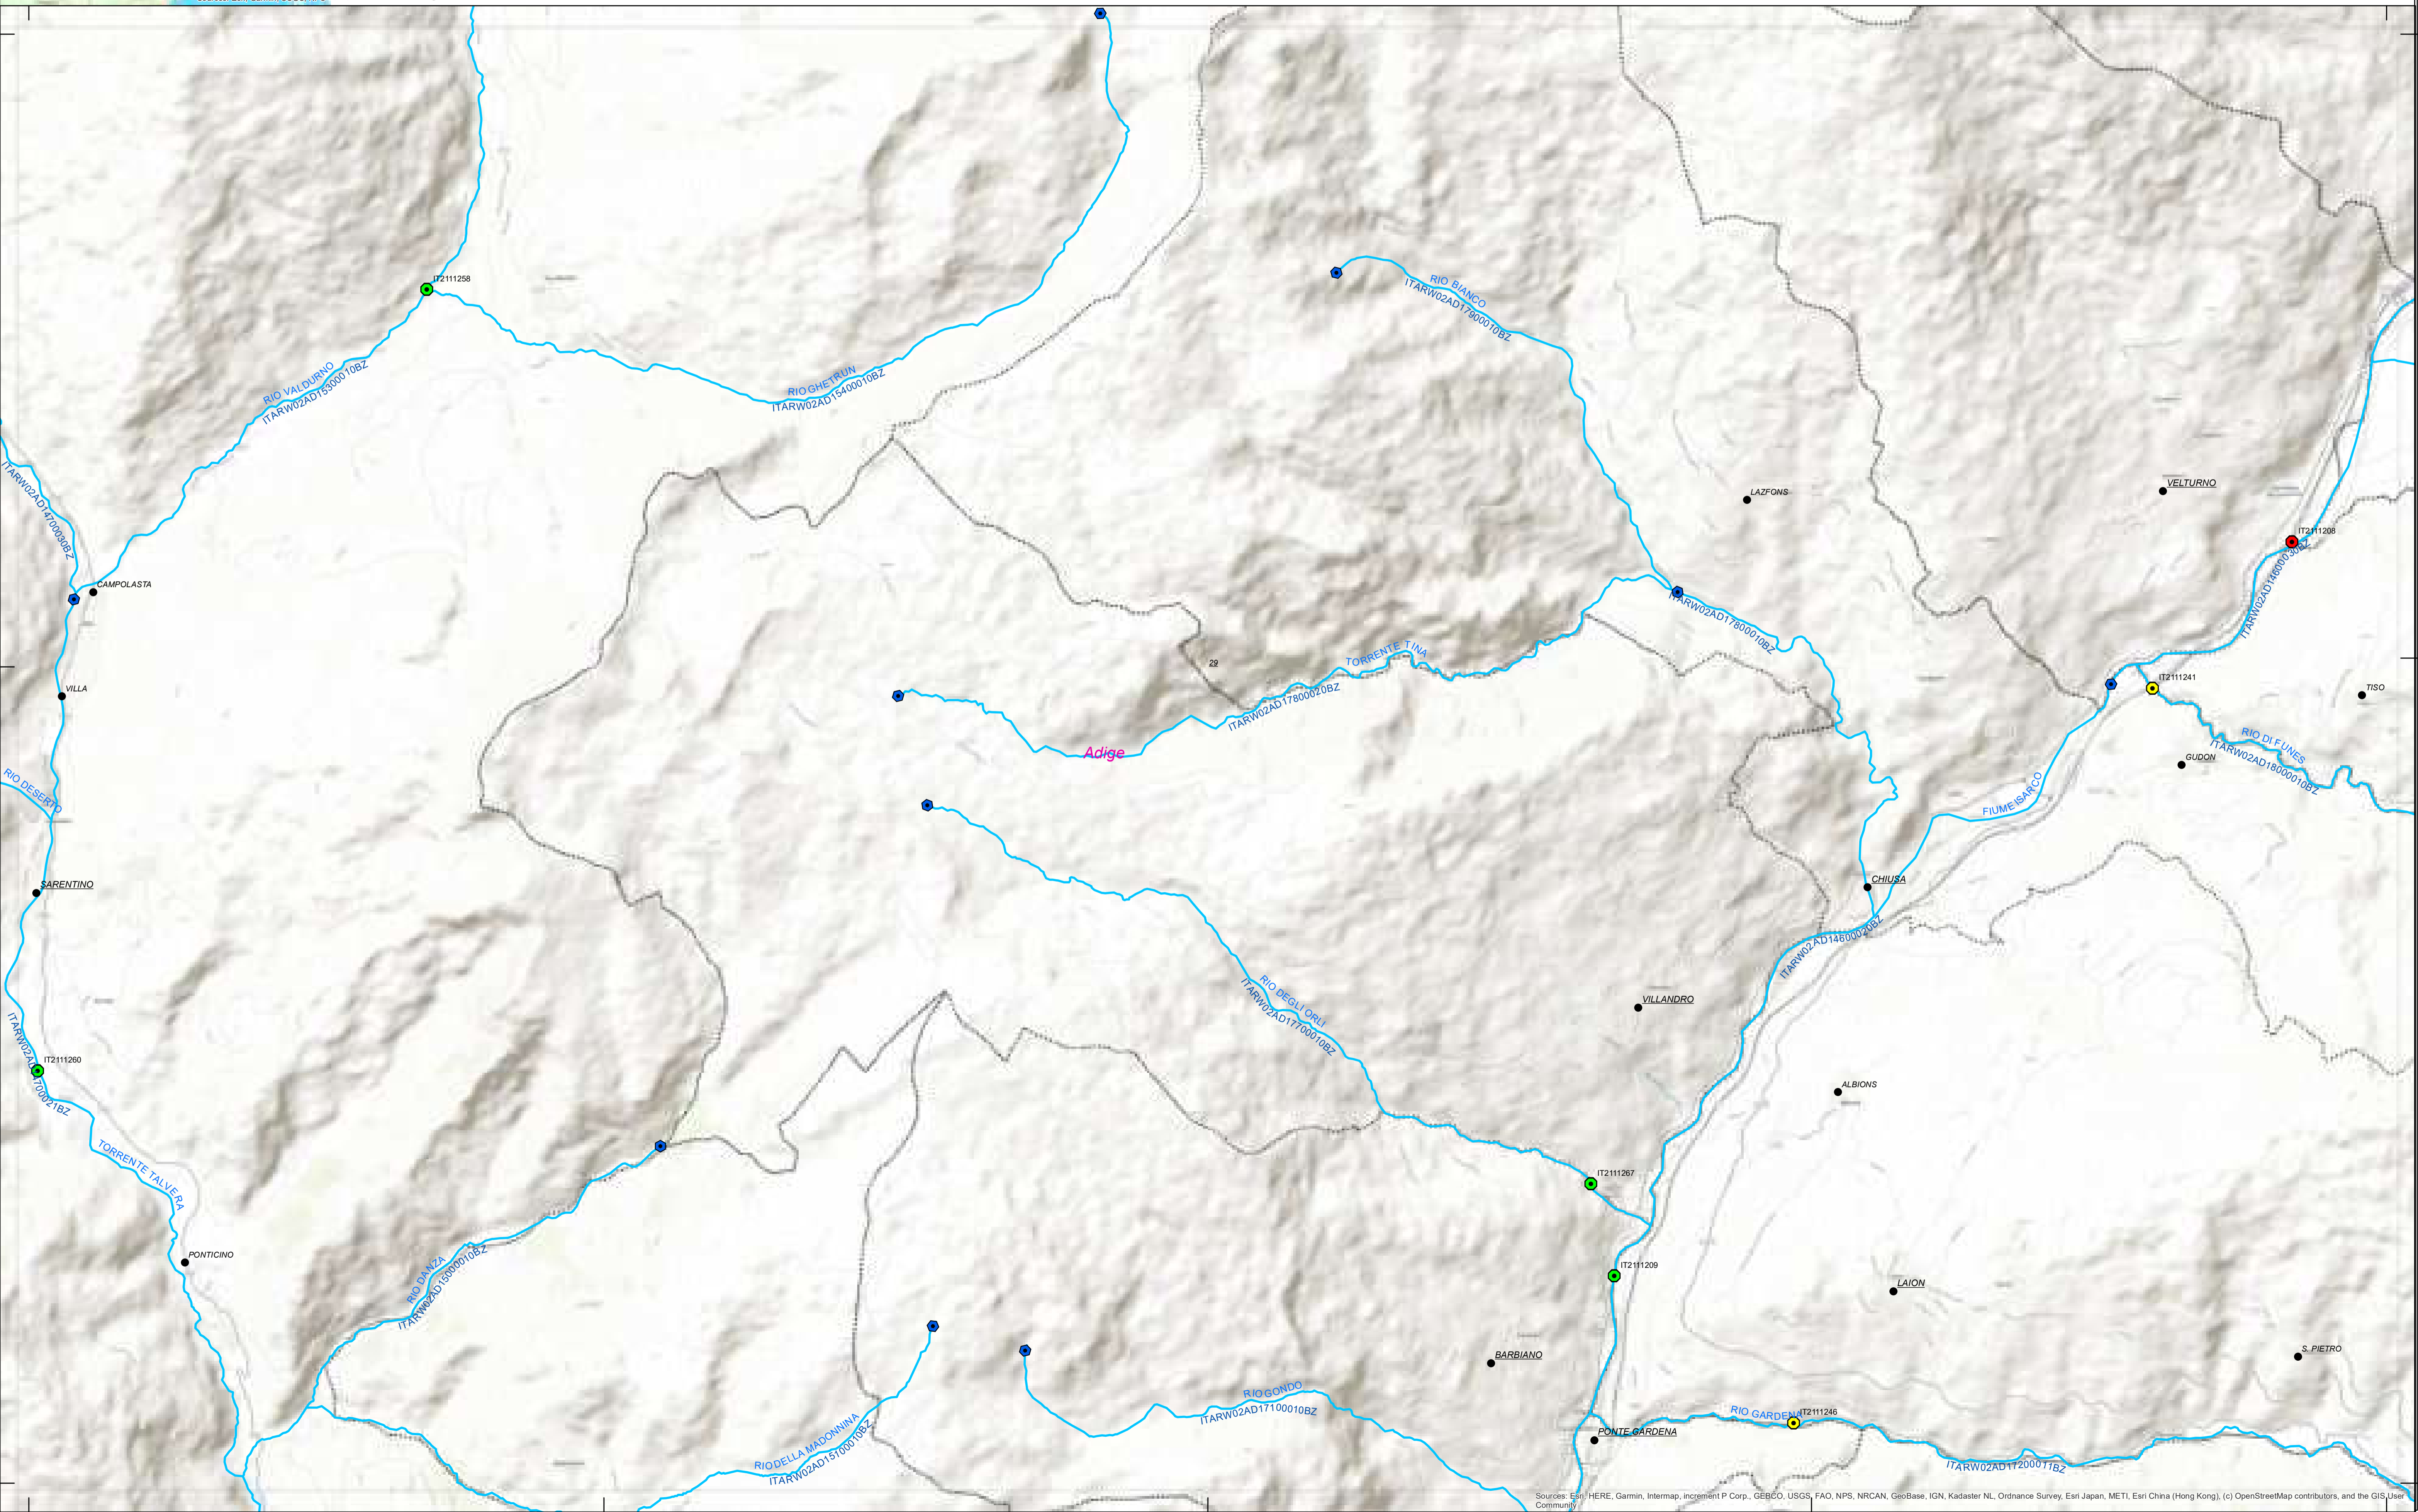 IT2111258
RIO BIANCO
ITARW02AD17900010BZ
RIO VALDURNO
ITARW02AD15300010BZ
RIO GHETRUN
ITARW02AD15400010BZ
ITARW02AD14700030BZ
LAZFONS
VELTURNO
IT2111208
ITARW02AD14600030BZ
CAMPOLASTA
ITARW02AD17800010BZ
29
TORRENTE TINA
ITARW02AD17800020BZ
VILLA
IT2111241
TISO
Adige
RIO DI FUNES
ITARW02AD18000010BZ
GUDON
RIO DESERTO
FIUME ISARCO
SARENTINO
CHIUSA
ITARW02AD14600020BZ
RIO DEGLI ORLI
ITARW02AD17700010BZ
VILLANDRO
IT2111260
ALBIONS
TORRENTE TALVERA
IT2111267
PONTICINO
RIO DANZA
ITARW02AD15000010BZ
IT2111209
LAION
BARBIANO
S. PIETRO
RIO GONDO
ITARW02AD17100010BZ
RIO DELLA MADONNINA
ITARW02AD15100010BZ
RIO GARDENA
IT2111246
PONTE GARDENA
ITARW02AD17200011BZ
Sources: Esri, HERE, Garmin, Intermap, increment P Corp., GEBCO, USGS, FAO, NPS, NRCAN, GeoBase, IGN, Kadaster NL, Ordnance Survey, Esri Japan, METI, Esri China (Hong Kong), (c) OpenStreetMap contributors, and the GIS User
Community